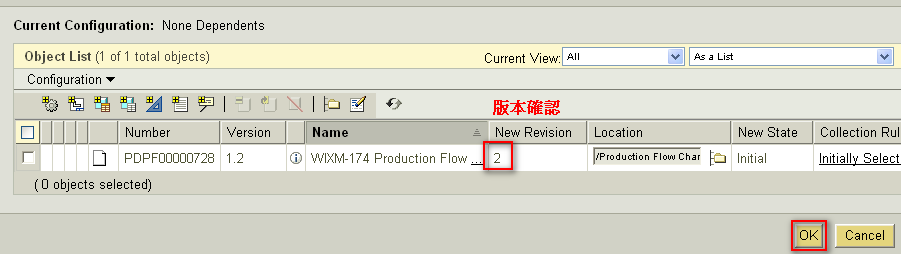 Current Configuration: None Dependents
Object List (1 of 1 total objects)
Current View: All As a List
Configuration
版本確認
Number Version Name New Revision Location New State Collection Rul
PDPF00000728 1.2 WIXM-174 Production Flow ... 2 /Production Flow Char Initial Initially Select
( 0 objects selected)
OK Cancel